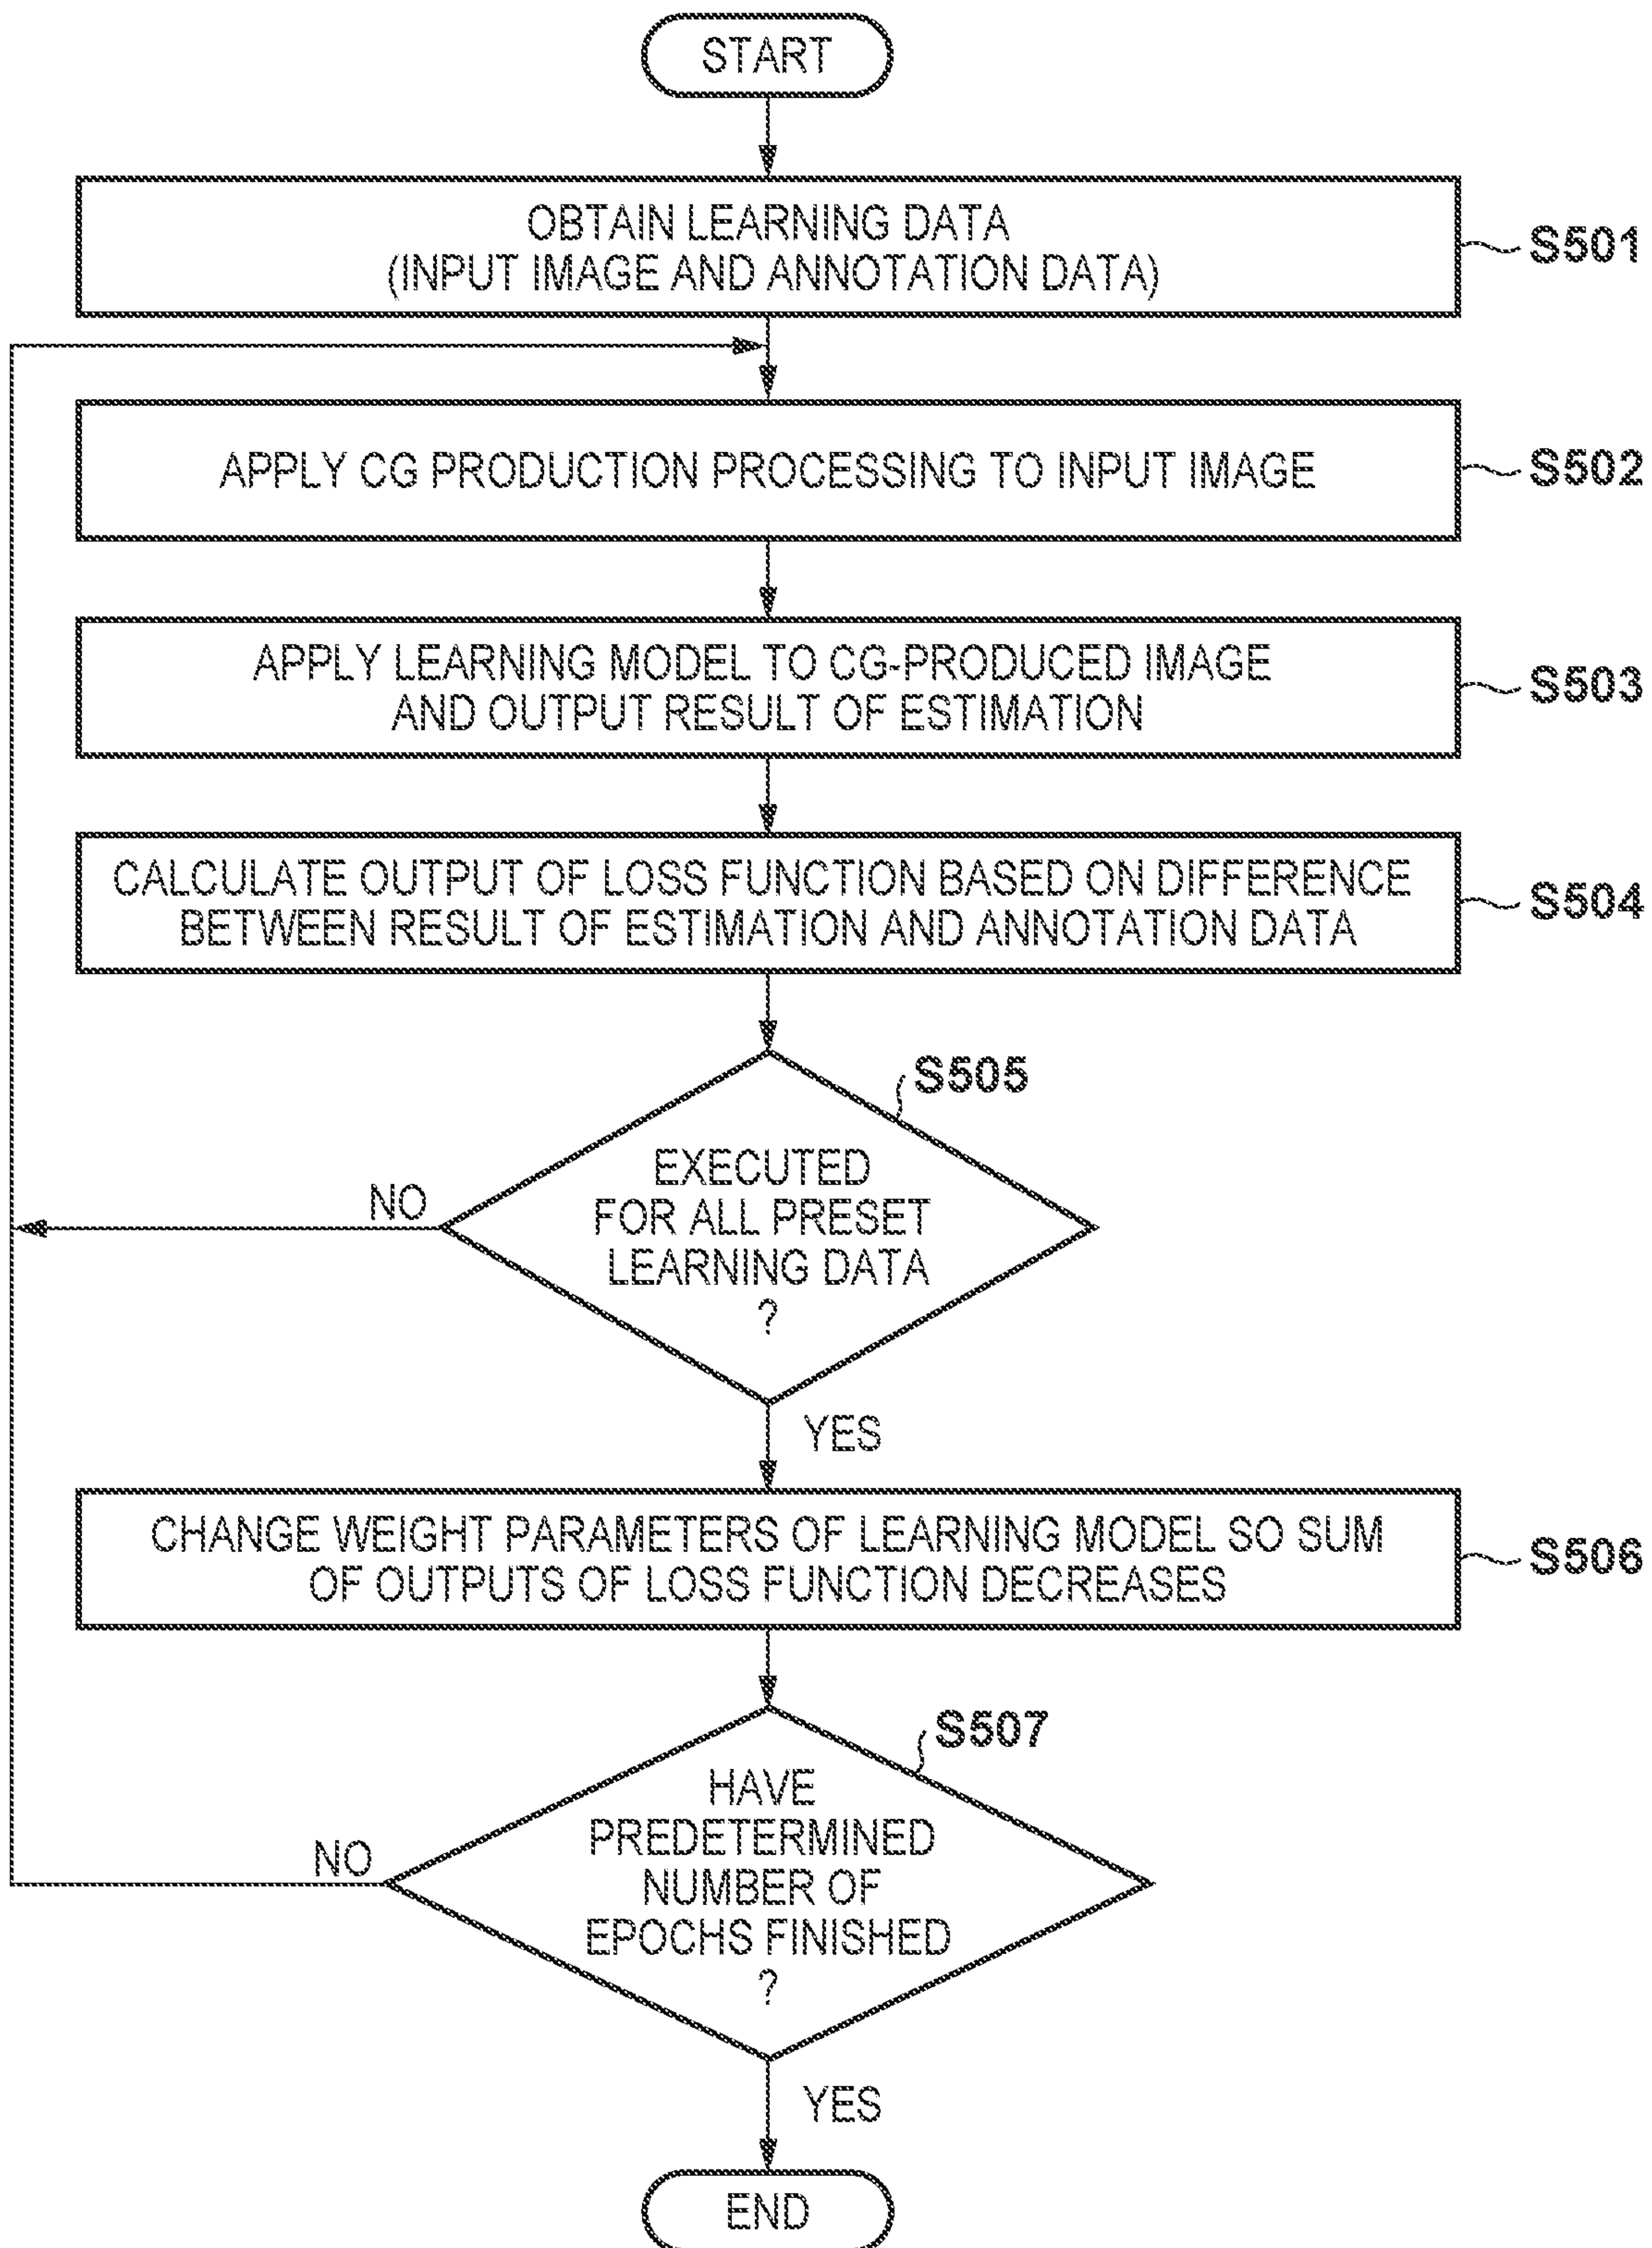 START
OBTAIN LEARNING DATA
(INPUT IMAGE AND ANNOTATION DATA)
S501
APPLY CG PRODUCTION PROCESSING TO INPUT IMAGE
S502
APPLY LEARNING MODEL TO CG-PRODUCED IMAGE
AND OUTPUT RESULT OF ESTIMATION
S503
CALCULATE OUTPUT OF LOSS FUNCTION BASED ON DIFFERENCE
BETWEEN RESULT OF ESTIMATION AND ANNOTATION DATA
S504
S505
EXECUTED
FOR ALL PRESET
LEARNING DATA
?
NO
YES
CHANGE WEIGHT PARAMETERS OF LEARNING MODEL SO SUM
OF OUTPUTS OF LOSS FUNCTION DECREASES
S506
S507
HAVE
PREDETERMINED
NUMBER OF
EPOCHS FINISHED
?
NO
YES
END